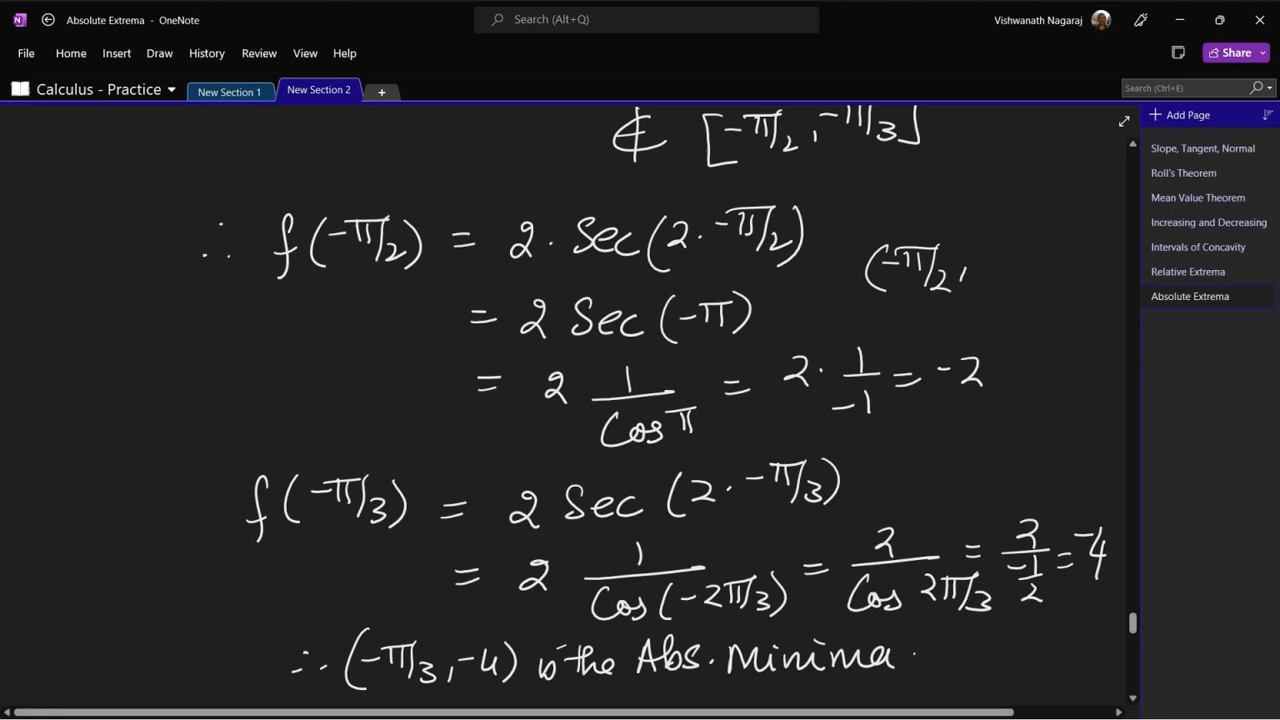 Absolute Extrema - OneNote
Search (Alt+Q)
Vishwanath Nagaraj
File Home Insert Draw History Review View Help
Share
Calculus - Practice
New Section 1
New Section 2
+
Search (Ctrl+E)
Add Page
Slope, Tangent, Normal
Roll's Theorem
Mean Value Theorem
Increasing and Decreasing
Intervals of Concavity
Relative Extrema
Absolute Extrema
∉ [-π/2, -π/3]
∴ f(-π/2) = 2. Sec(2. -π/2)
(-π/2,
= 2 Sec(-π)
= 2 1/Cos π = 2. 1/-1 = -2
f(-π/3) = 2 Sec(2. -π/3)
= 2 1/Cos(-2π/3) = 2/Cos 2π/3 = 2/-1/2 = -4
∴ (-π/3, -4) is the Abs. Minima.